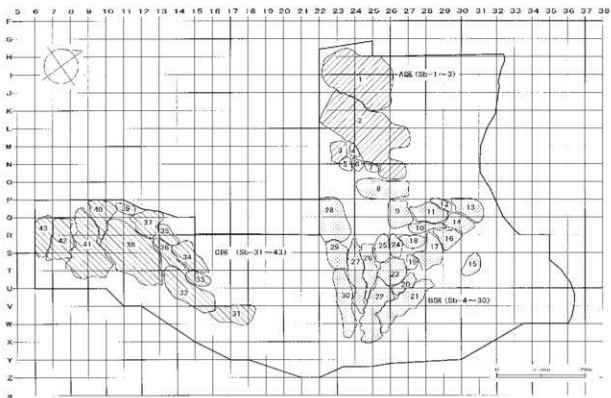 5 6 7 8 9 10 11 12 13 14 15 16 17 18 19 20 21 22 23 24 25 26 27 28 29 30 31 32 33 34 35 36 37 38
F
G
H
I
J
K
L
M
N
O
P
Q
R
S
T
U
V
W
X
Y
Z
a
1
A区(Sb-1~3)
2
3 4
5 6 7
8
28 9 11 12 13
10 14
29 27 26 25 24 18 16 17
19 15
23 20
30 22 21
B区(Sb-4~30)
40 39
43 42 41 38 37 35
36 34
C区(Sb-31~43)
33
32
31
0